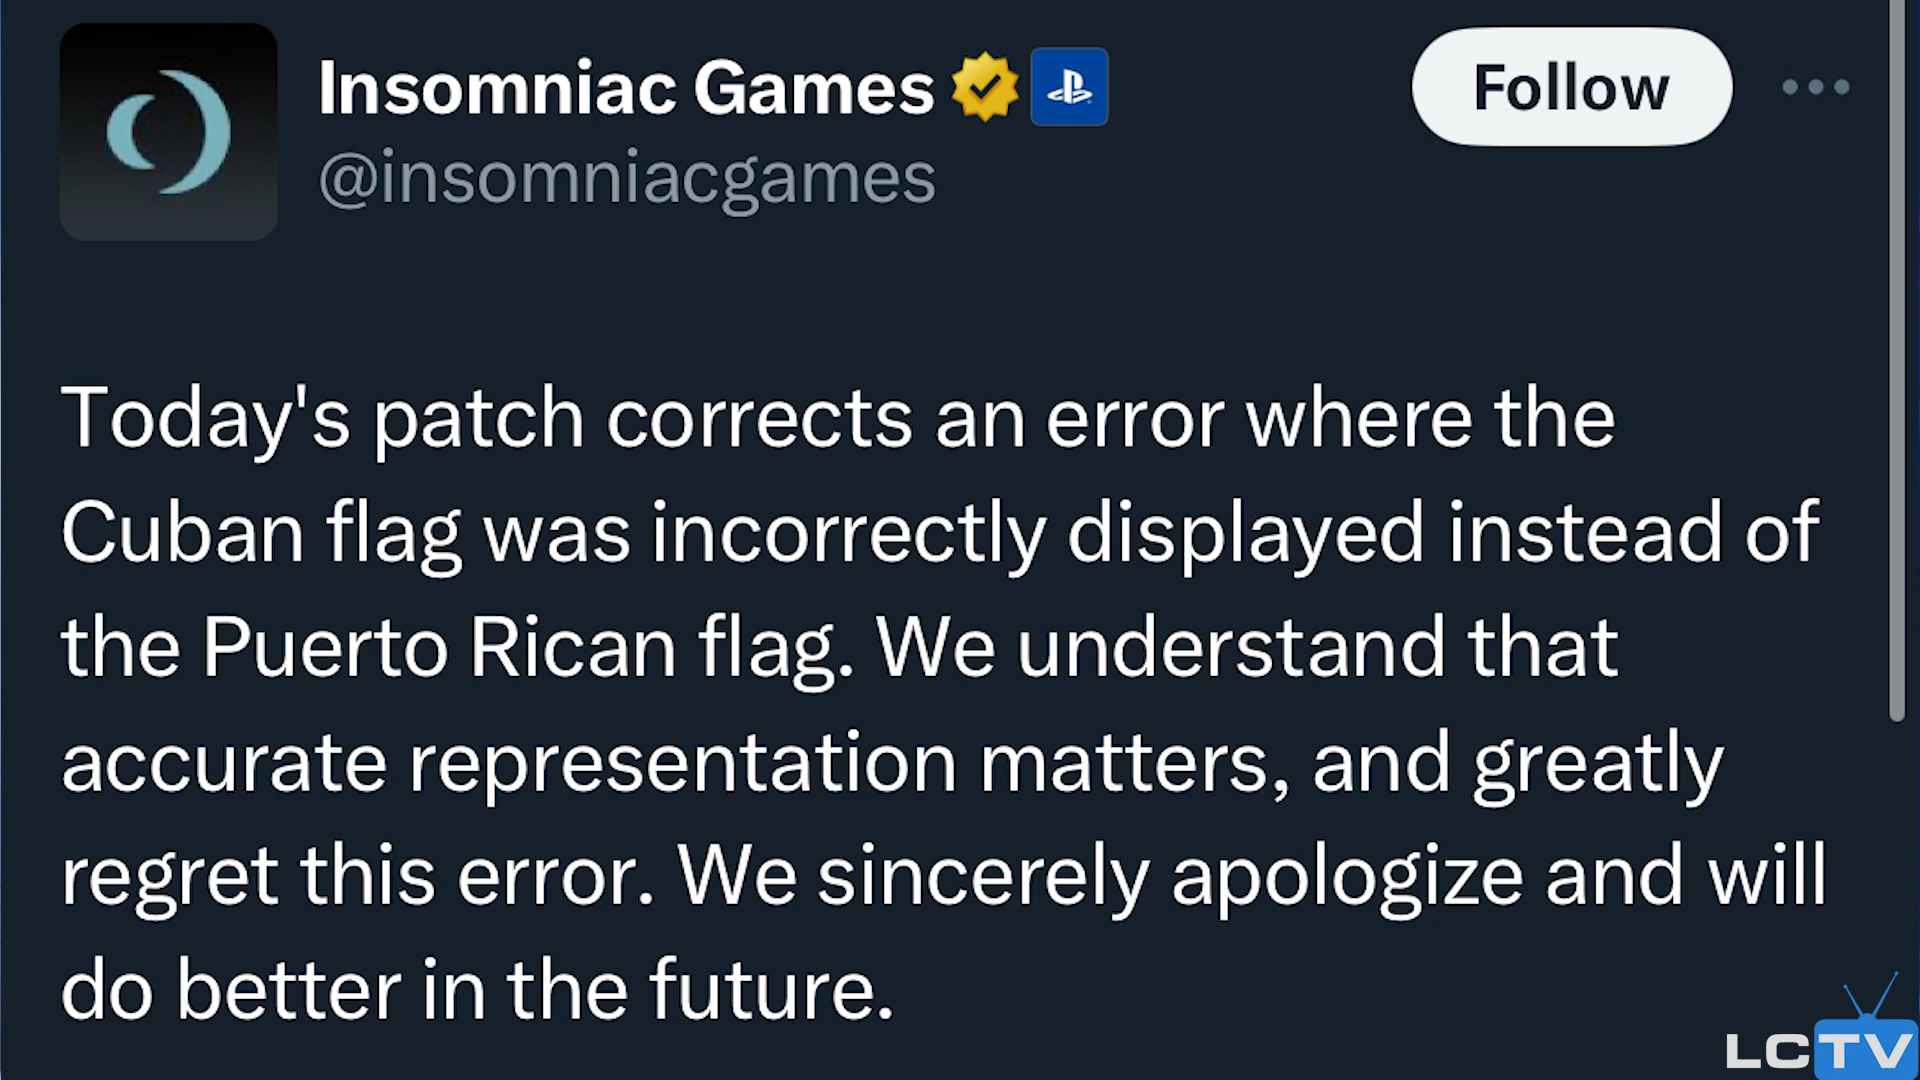 Insomniac Games
Follow
@insomniacgames
Today's patch corrects an error where the
Cuban flag was incorrectly displayed instead of
the Puerto Rican flag. We understand that
accurate representation matters, and greatly
regret this error. We sincerely apologize and will
do better in the future.
LCTV